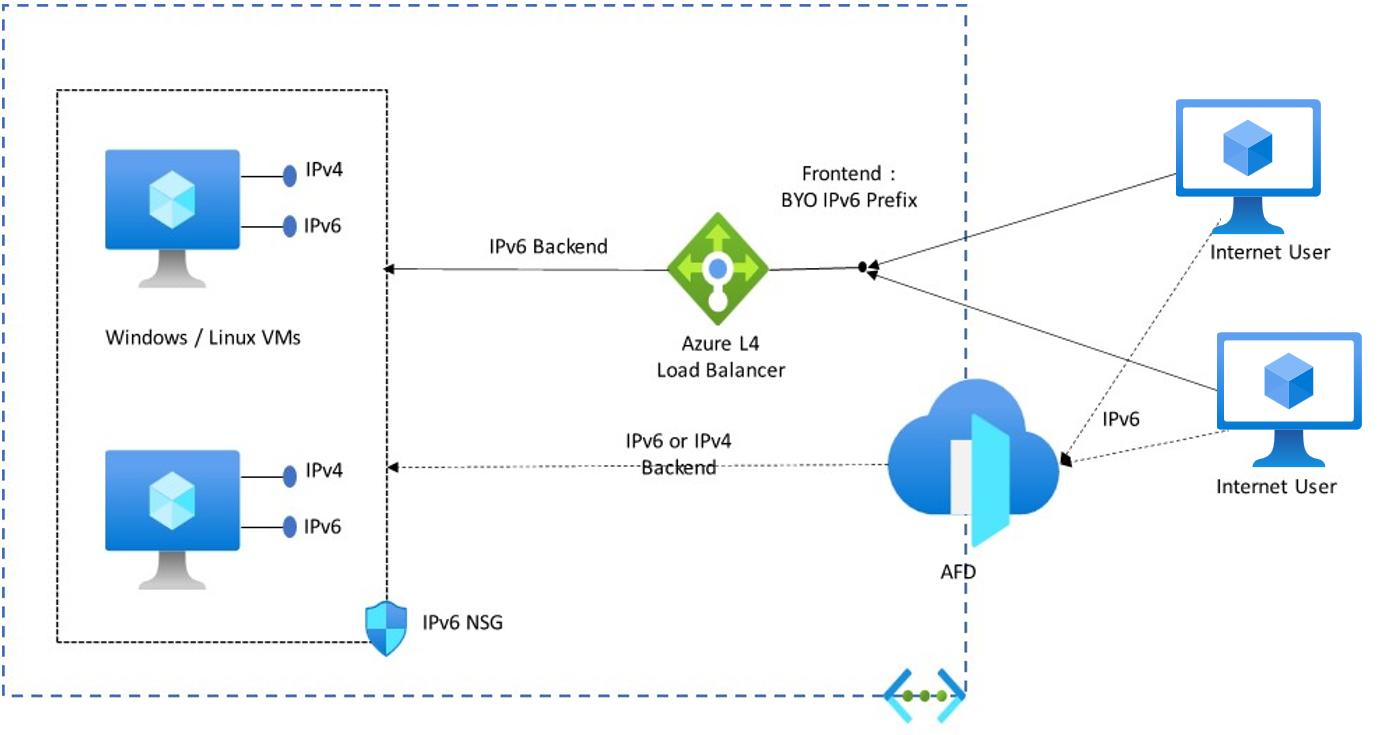 IPv4
IPv6
Windows / Linux VMs
IPv4
IPv6
IPv6 NSG
IPv6 Backend
Azure L4
Load Balancer
Frontend :
BYO IPv6 Prefix
IPv6 or IPv4
Backend
AFD
IPv6
Internet User
Internet User